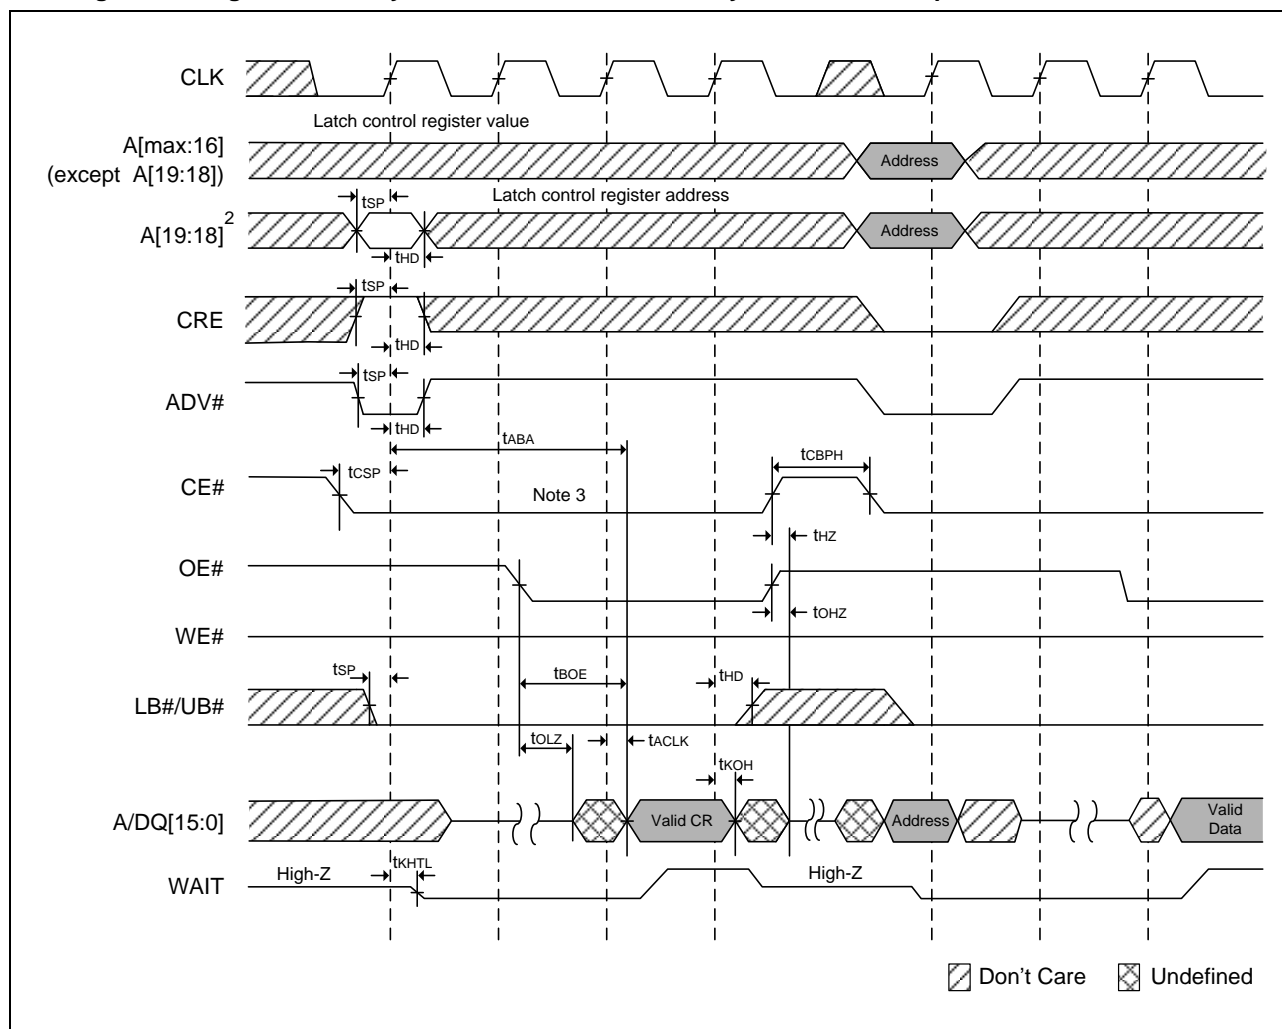 CLK
Latch control register value
A[max:16]
(except A[19:18])
Address
Latch control register address
tSP
A[19:18]2
Address
tHD
tSP
CRE
tHD
tSP
ADV#
tHD
tABA
tCSP
tCBPH
CE#
Note 3
tHZ
OE#
tOHZ
WE#
tSP
tBOE
tHD
LB#/UB#
tOLZ
tACLK
tKOH
A/DQ[15:0]
Valid CR
Address
Valid
Data
tKHTL
WAIT
High-Z
High-Z
Don't Care
Undefined